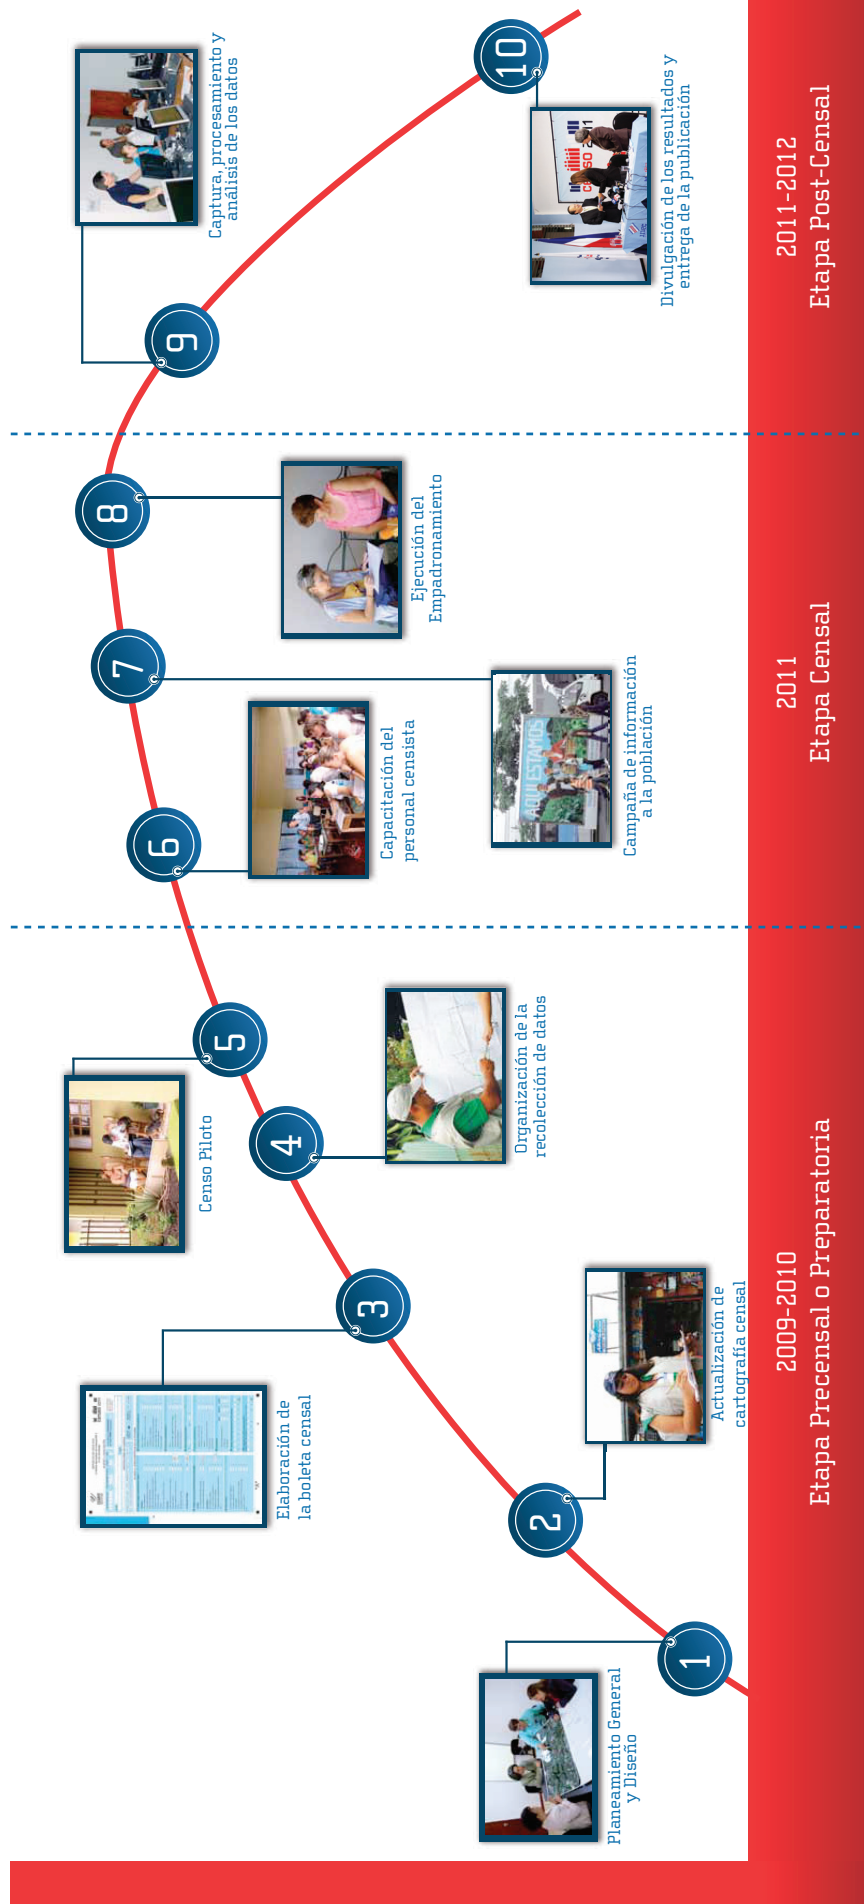 1
Planeamiento General
y Diseño
2
Actualización de
cartografía censal
3
Elaboración de
la boleta censal
4
Organización de la
recolección de datos
5
Censo Piloto
2009-2010
Etapa Precensal o Preparatoria
6
Capacitación del
personal censista
7
AQUÍ ESTAMOS
Campaña de información
a la población
8
Ejecución del
Empadronamiento
2011
Etapa Censal
9
Captura, procesamiento y
análisis de los datos
10
Divulgación de los resultados y
entrega de la publicación
2011-2012
Etapa Post-Censal